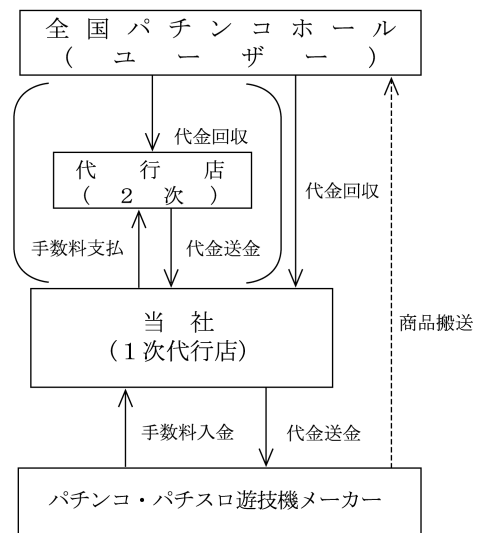 全国パチンコホール
(ユーザー)
代金回収
代行店
(2次)
代金回収
手数料支払
代金送金
当社
(1次代行店)
商品搬送
手数料入金
代金送金
パチンコ・パチスロ遊技機メーカー